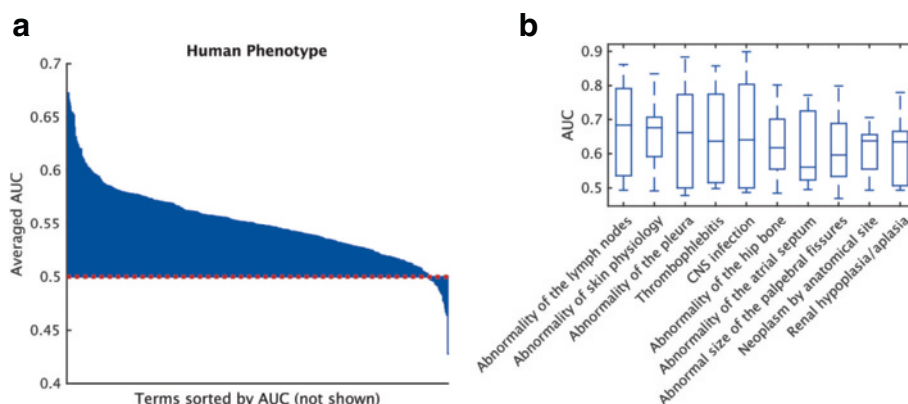 a
Human Phenotype
0.7
0.65
0.6
0.55
0.5
0.45
0.4
Averaged AUC
Terms sorted by AUC (not shown)
b
0.9
0.8
0.7
0.6
0.5
AUC
Abnormality of the lymph nodes
Abnormality of skin physiology
Abnormality of the pleura
Thrombophlebitis
CNS infection
Abnormality of the hip bone
Abnormality of the atrial septum
Abnormal size of the palpebral fissures
Neoplasm by anatomical site
Renal hypoplasia/aplasia